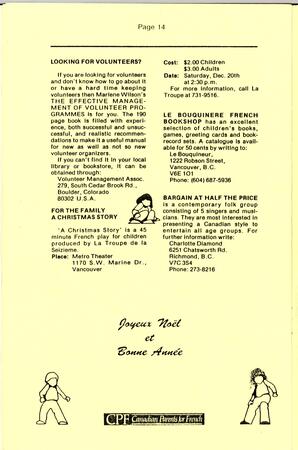 Page 14
LOOKING FOR VOLUNTEERS?
If you are looking for volunteers
and don't know how to go about it
or have a hard time keeping
volunteers then Marlene Wilson's
THE EFFECTIVE MANAGE-
MENT OF VOLUNTEER PRO-
GRAMMES is for you. The 190
page book is filled with experi-
ence, both successful and unsuc-
cessful, and realistic recommen-
dations to make it a useful manual
for new as well as not so new
volunteer organizers.
If you can't find it in your local
library or bookstore, it can be
obtained through:
Volunteer Management Assoc.
279, South Cedar Brook Rd.,
Boulder, Colorado
80302 U.S.A.
FOR THE FAMILY
A CHRISTMAS STORY
'A Christmas Story' is a 45
minute French play for children
produced by La Troupe de la
Seizieme.
Place: Metro Theater
1170 S.W. Marine Dr.,
Vancouver
Cost: $2.00 Children
$3.00 Adults
Date: Saturday, Dec. 20th
at 2:30 p.m.
For more information, call La
Troupe at 731-9516.
LE BOUQUINERE FRENCH
BOOKSHOP has an excellent
selection of children's books,
games, greeting cards and book-
record sets. A catalogue is avail-
able for 50 cents by writing to:
Le Bouquineur,
1222 Robson Street,
Vancouver, B.C.
V6E 1O1
Phone: (604) 687-5936
BARGAIN AT HALF THE PRICE
a contemporary folk group
consisting of 5 singers and musi-
cians. They are most interested in
presenting a Canadian style to
entertain all age groups. For
further information write:
Charlotte Diamond
6251 Chatsworth Rd.
Richmond, B.C.
V7C 354
Phone: 273-8216
Joyeux Noël
et
Bonne Année
CPF Canadian Parents for French